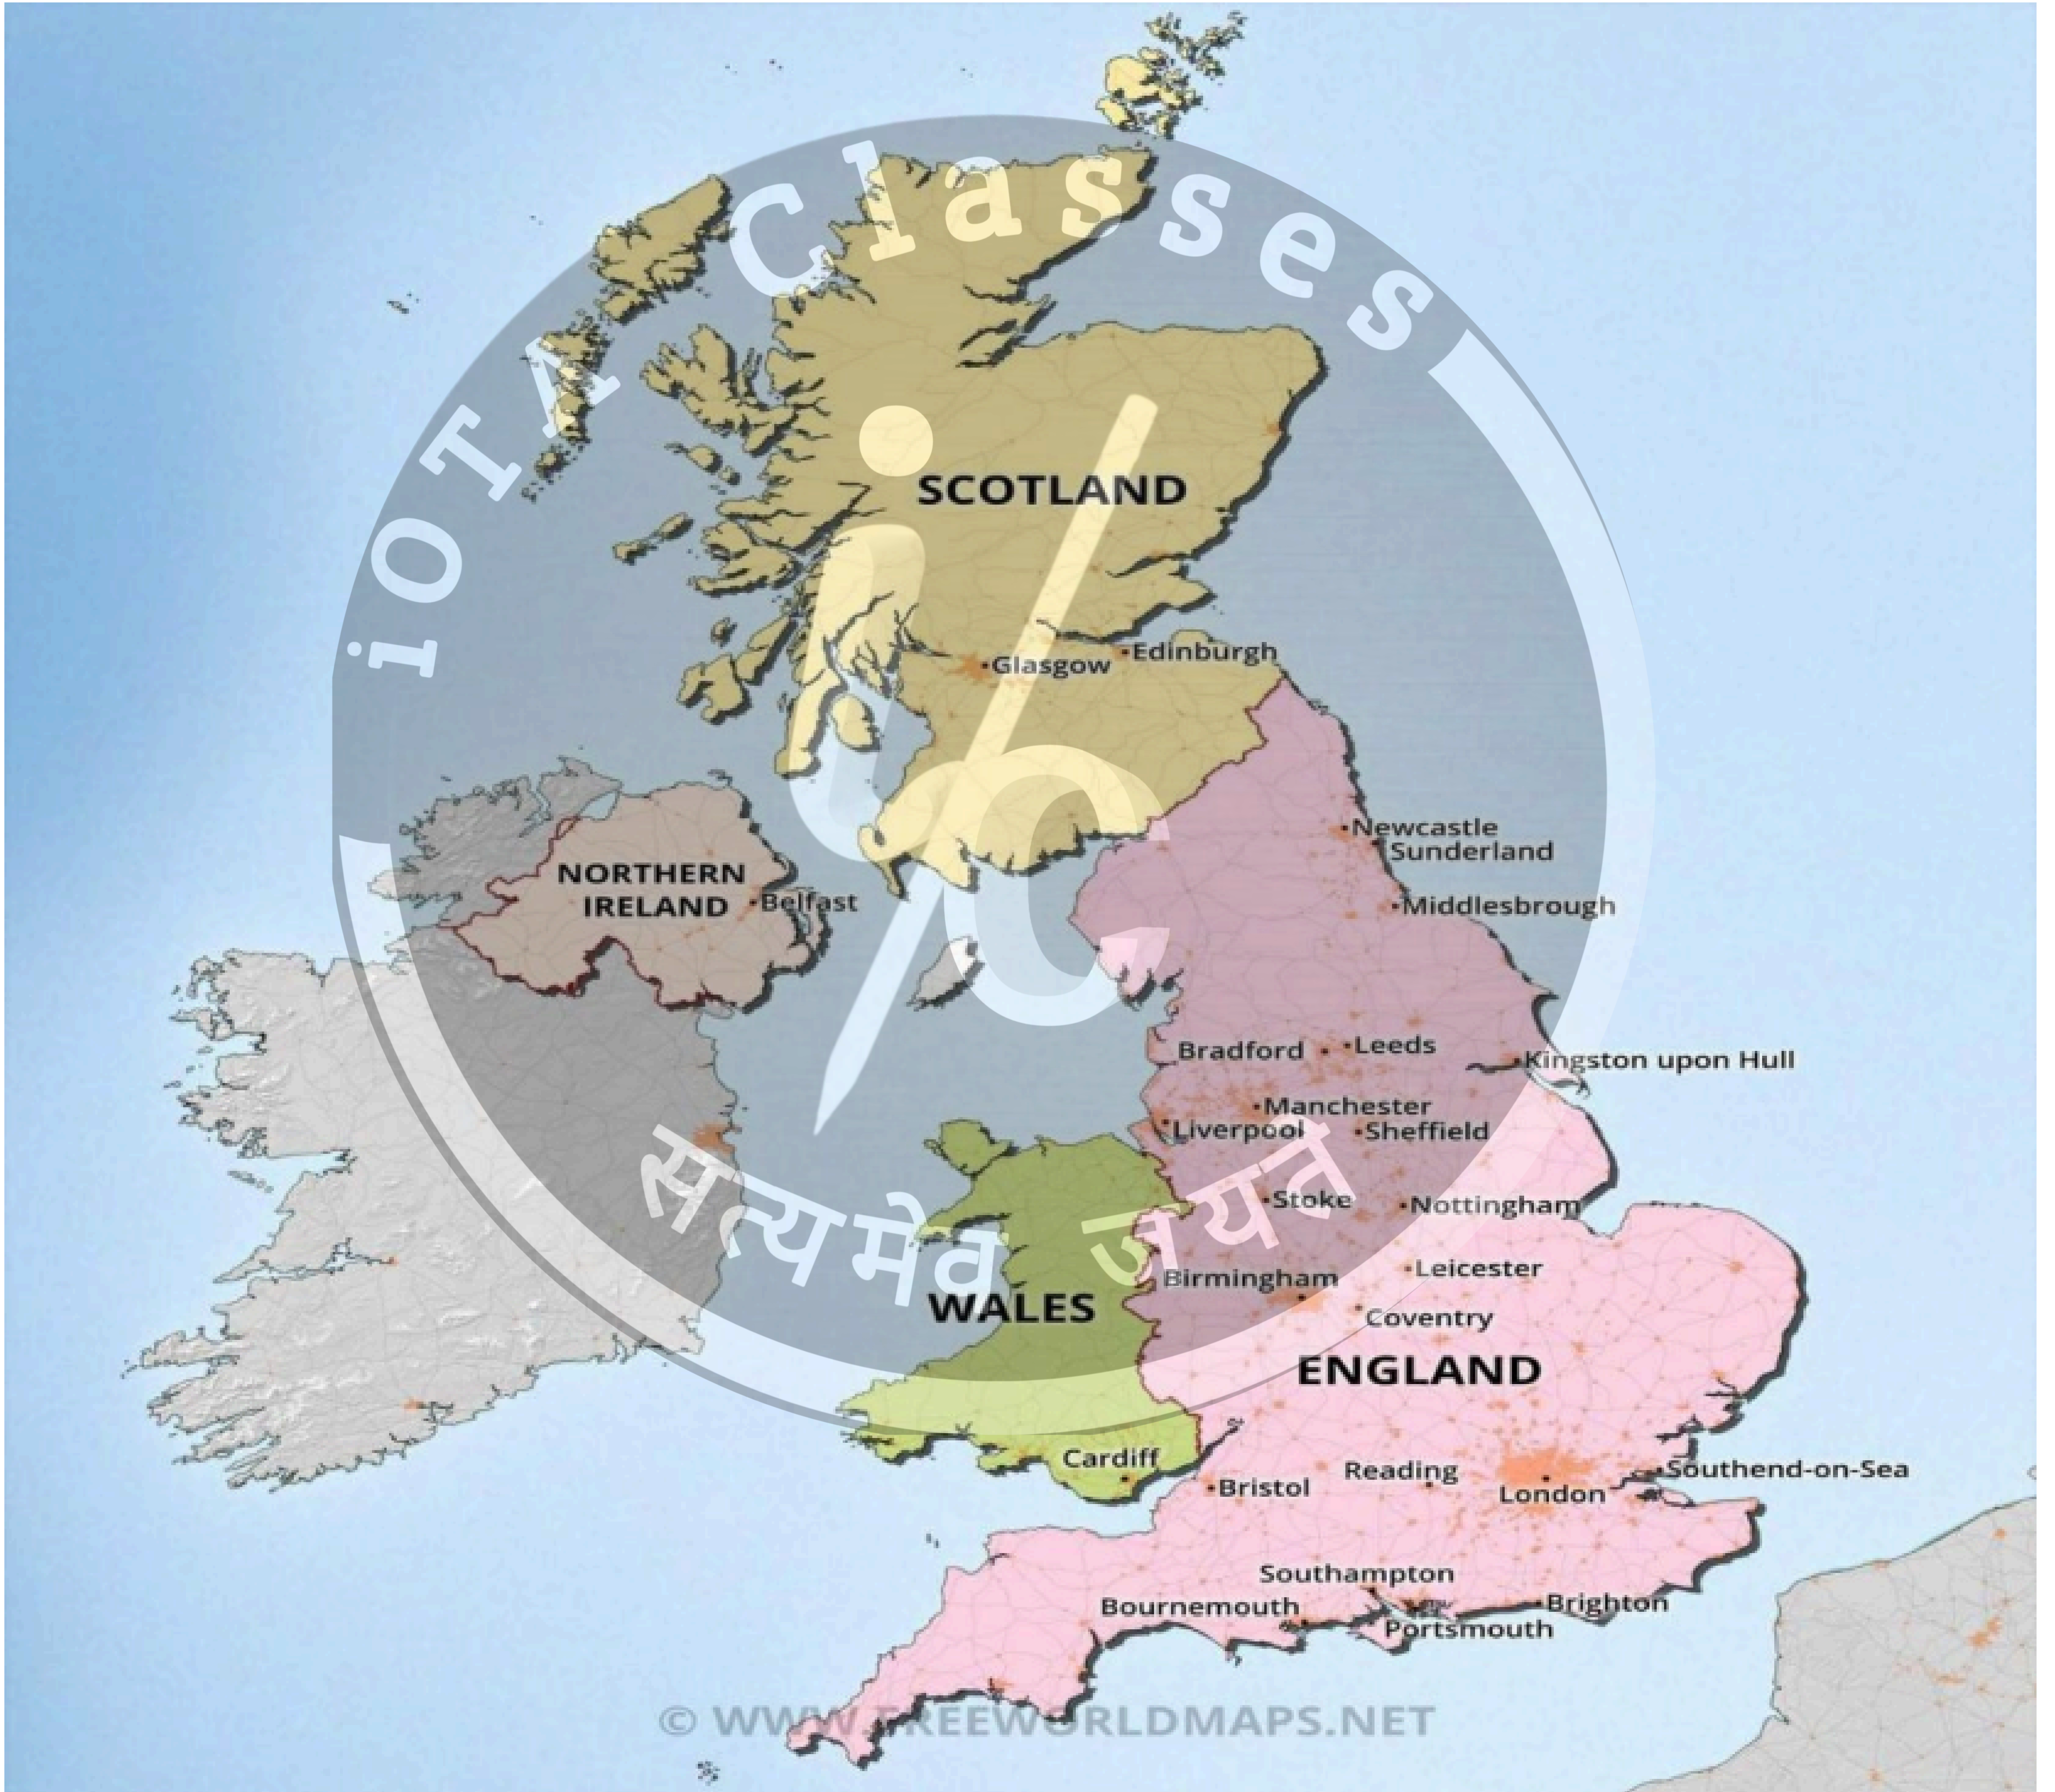 iOTA Classes
SCOTLAND
Glasgow
Edinburgh
Newcastle
Sunderland
NORTHERN
IRELAND
Belfast
Middlesbrough
Bradford
Leeds
Kingston upon Hull
Manchester
Liverpool
Sheffield
Stoke
Nottingham
सत्यमेव जयत
Birmingham
Leicester
WALES
Coventry
ENGLAND
Cardiff
Reading
Southend-on-Sea
Bristol
London
Southampton
Bournemouth
Brighton
Portsmouth
© WWW.FREEWORLDMAPS.NET
ic